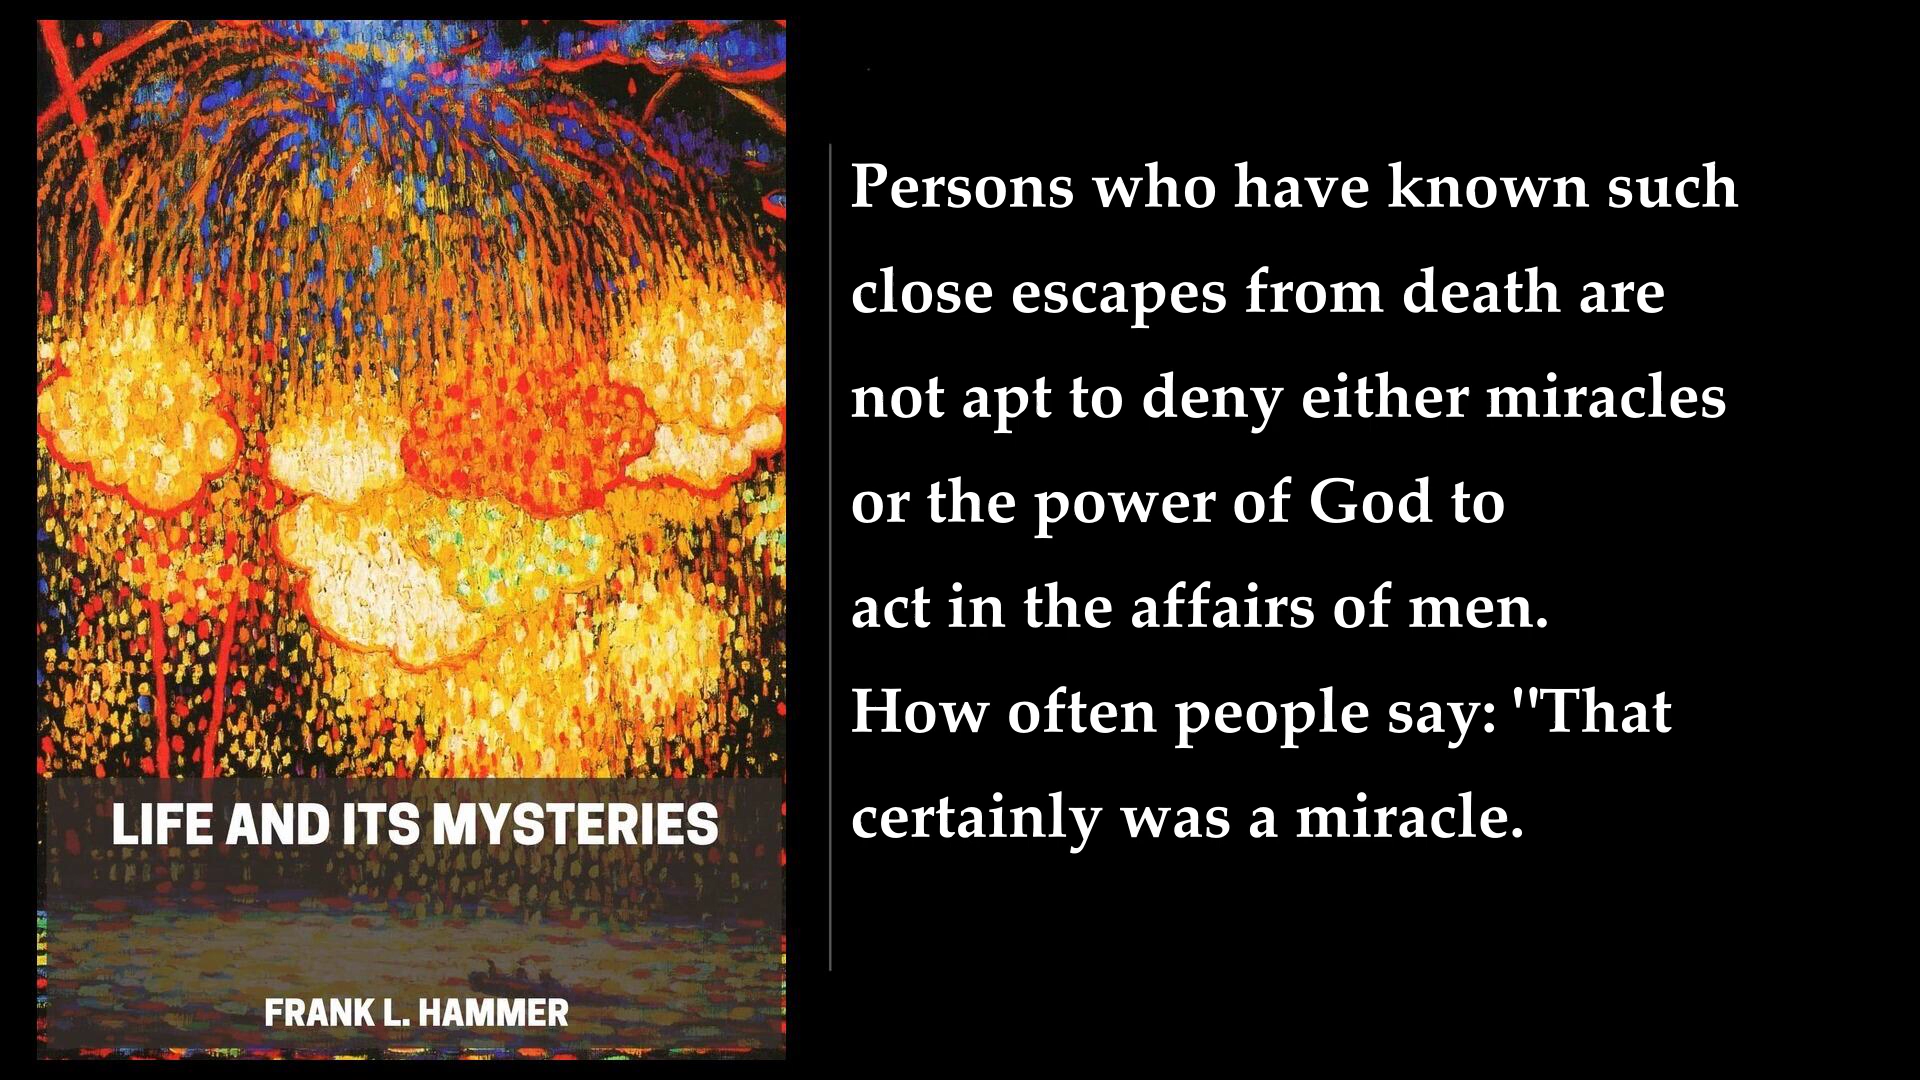 LIFE AND ITS MYSTERIES
FRANK L. HAMMER
Persons who have known such
close escapes from death are
not apt to deny either miracles
or the power of God to
act in the affairs of men.
How often people say: "That
certainly was a miracle.